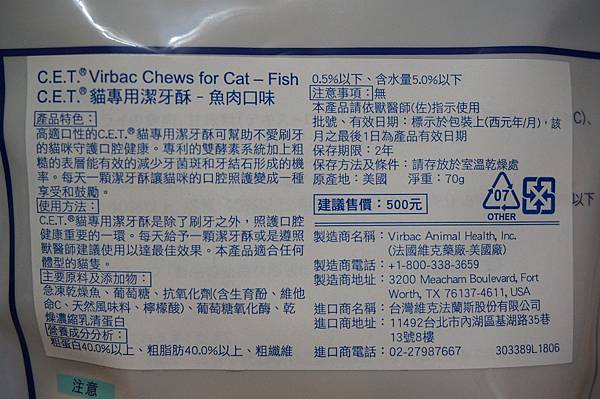 C.E.T.® Virbac Chews for Cat – Fish
C.E.T.® 貓專用潔牙酥 - 魚肉口味
產品特色：
高適口性的C.E.T.®貓專用潔牙酥可幫助不愛刷牙
的貓咪守護口腔健康。專利的雙酵素系統加上粗
糙的表層能有效的減少牙菌斑和牙結石形成的機
率。每天一顆潔牙酥讓貓咪的口腔照護變成一種
享受和鼓勵。
使用方法：
C.E.T.®貓專用潔牙酥是除了刷牙之外，照護口腔
健康重要的一環。每天給予一顆潔牙酥或是遵照
獸醫師建議使用以達最佳效果。本產品適合任何
體型的貓隻。
主要原料及添加物：
急凍乾燥魚、葡萄糖、抗氧化劑(含生育酚、維他
命C、天然風味料、檸檬酸)、葡萄糖氧化酶、乾
燥濃縮乳清蛋白
營養成分分析：
粗蛋白40.0%以上、粗脂肪40.0%以上、粗纖維
0.5%以下、含水量5.0%以下
注意事項：無
本產品請依獸醫師(佐)指示使用
批號、有效日期：標示於包裝上(西元年/月)，該
月之最後1日為產品有效日期
保存期限：2年
保存方法及條件：請存放於室溫乾燥處
原產地：美國 淨重：70g
建議售價：500元
07
OTHER
製造商名稱：Virbac Animal Health, Inc.
(法國維克藥廠-美國廠)
製造商電話：+1-800-338-3659
製造商地址：3200 Meacham Boulevard, Fort
Worth, TX 76137-4611, USA
進口商名稱：台灣維克法蘭斯股份有限公司
進口商地址：11492台北市內湖區基湖路35巷
13號8樓
進口商電話：02-27987667 303389L1806
C)、
以下
注意